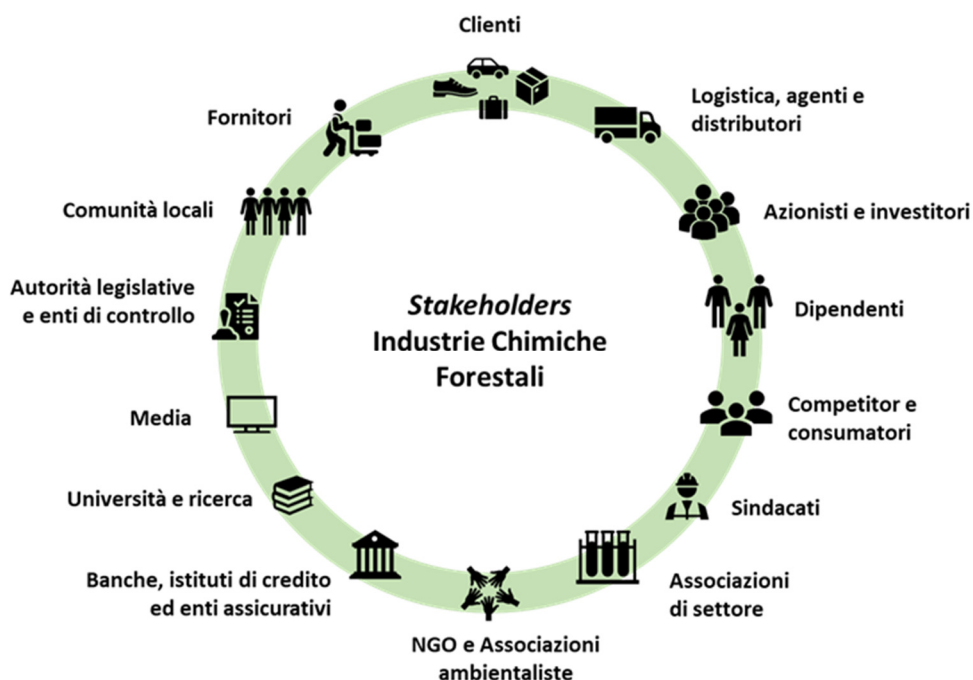 Clienti
Logistica, agenti e
distributori
Azionisti e investitori
Dipendenti
Competitor e
consumatori
Sindacati
Associazioni
di settore
NGO e Associazioni
ambientaliste
Banche, istituti di credito
ed enti assicurativi
Università e ricerca
Media
Autorità legislative
e enti di controllo
Comunità locali
Fornitori
Stakeholders
Industrie Chimiche
Forestali